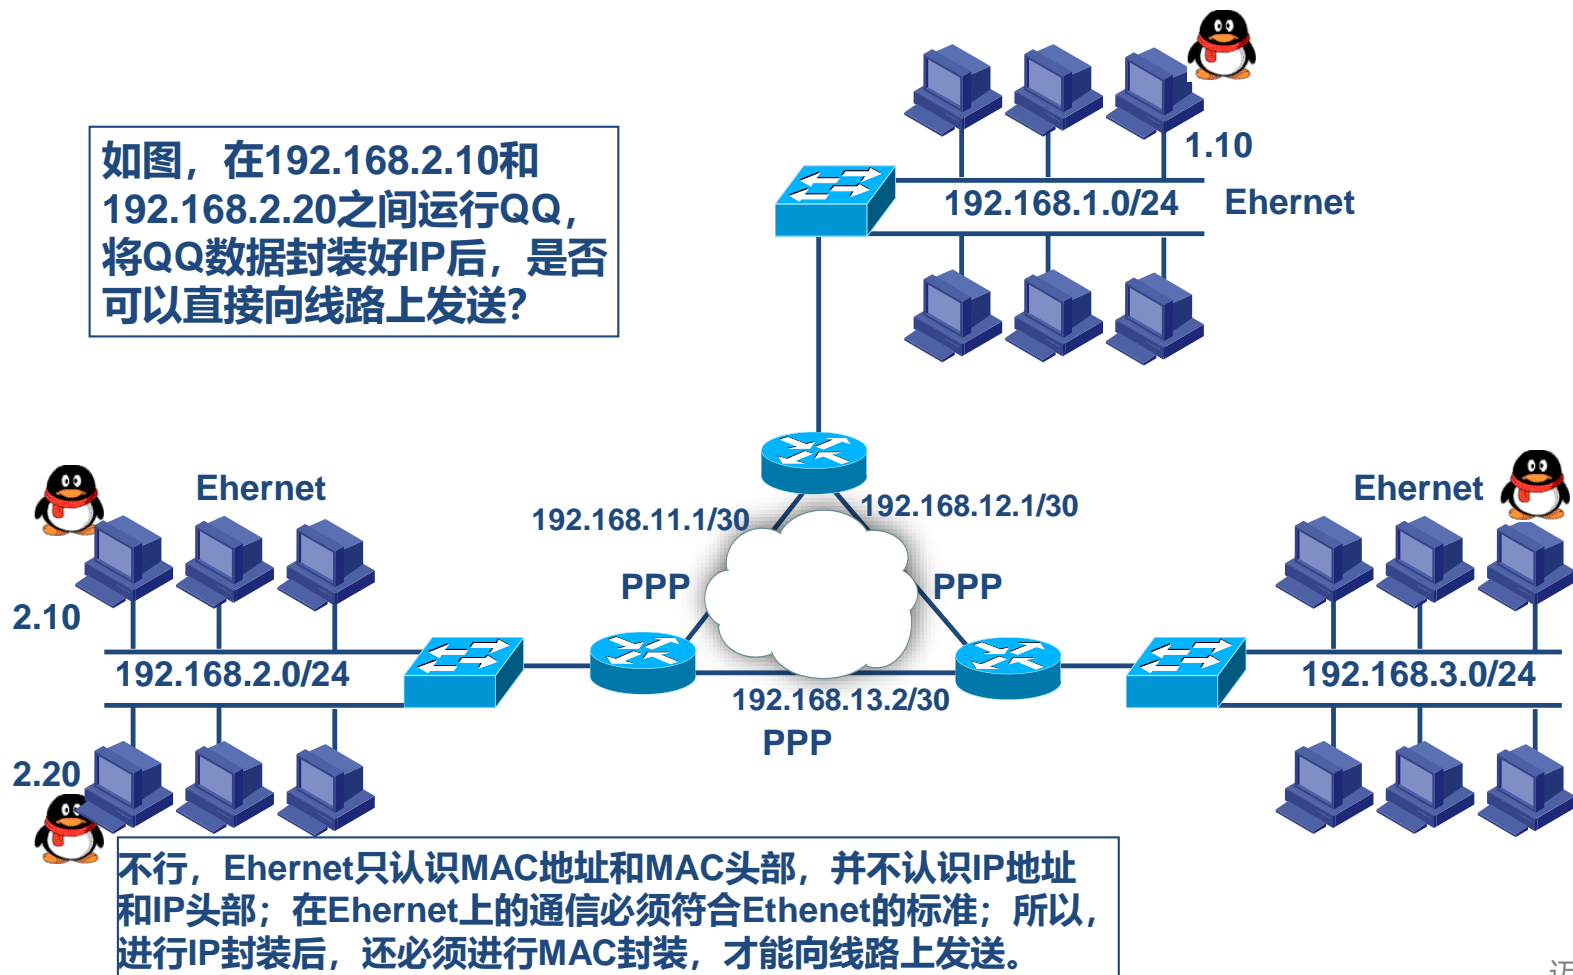 如图，在192.168.2.10和
192.168.2.20之间运行QQ，
将QQ数据封装好IP后，是否
可以直接向线路上发送？
1.10
192.168.1.0/24
Ehernet
Ehernet
192.168.11.1/30
192.168.12.1/30
Ehernet
PPP
PPP
2.10
192.168.2.0/24
192.168.3.0/24
192.168.13.2/30
PPP
2.20
不行，Ehernet只认识MAC地址和MAC头部，并不认识IP地址
和IP头部；在Ehernet上的通信必须符合Ethenet的标准；所以，
进行IP封装后，还必须进行MAC封装，才能向线路上发送。